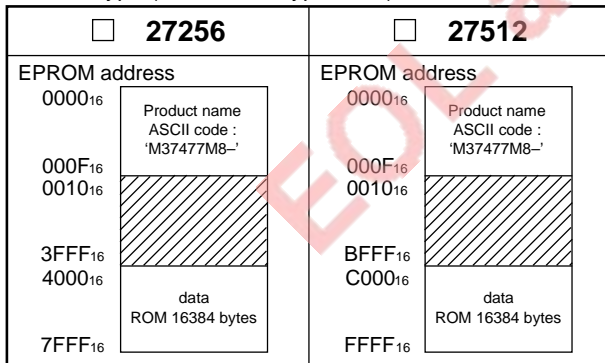 ☐ 27256
EPROM address
0000₁₆
Product name
ASCII code :
‘M37477M8–’
000F₁₆
0010₁₆
3FFF₁₆
4000₁₆
data
ROM 16384 bytes
7FFF₁₆
☐ 27512
EPROM address
0000₁₆
Product name
ASCII code :
‘M37477M8–’
000F₁₆
0010₁₆
BFFF₁₆
C000₁₆
data
ROM 16384 bytes
FFFF₁₆
EOL a